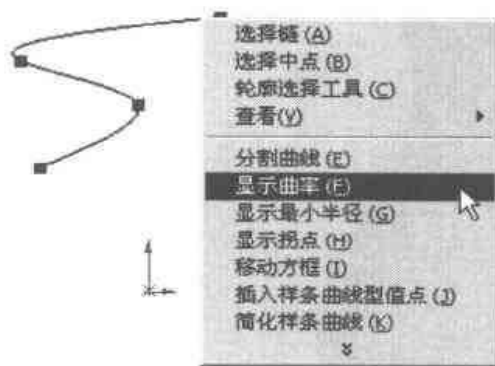 选择链(A)
选择中点(B)
轮廓选择工具(C)
查看(V)
分割曲线(E)
显示曲率(F)
显示最小半径(G)
显示拐点(H)
移动方框(I)
插入样条曲线型值点(J)
简化样条曲线(K)